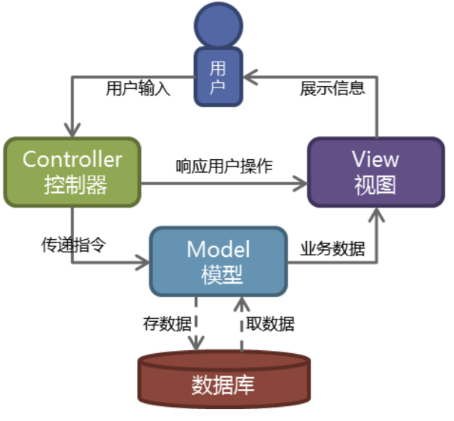 用
户
用户输入
展示信息
Controller
控制器
响应用户操作
View
视图
传递指令
Model
模型
业务数据
存数据
取数据
数据库